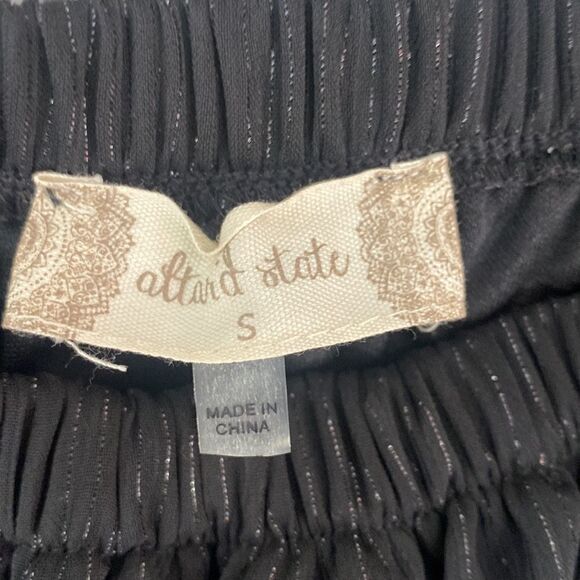 altar'd state
S
MADE IN
CHINA